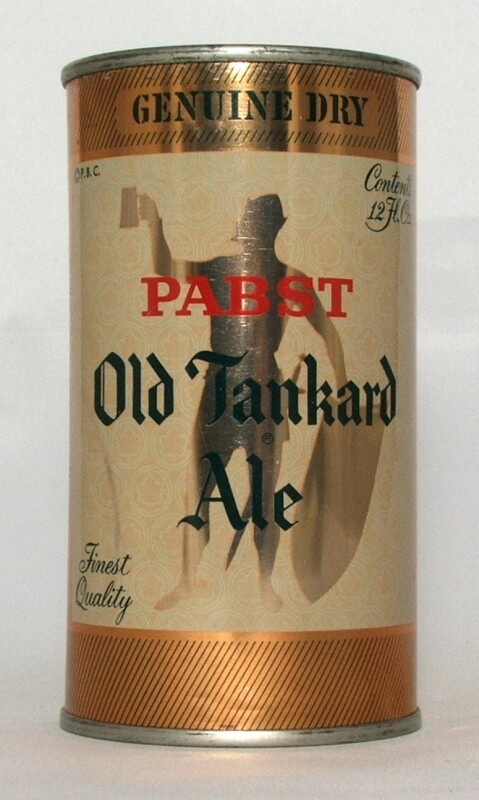 GENUINE DRY
© P.B.C.
Contents
12 Fl. Oz.
PABST
Old Tankard
®
Ale
Finest
Quality